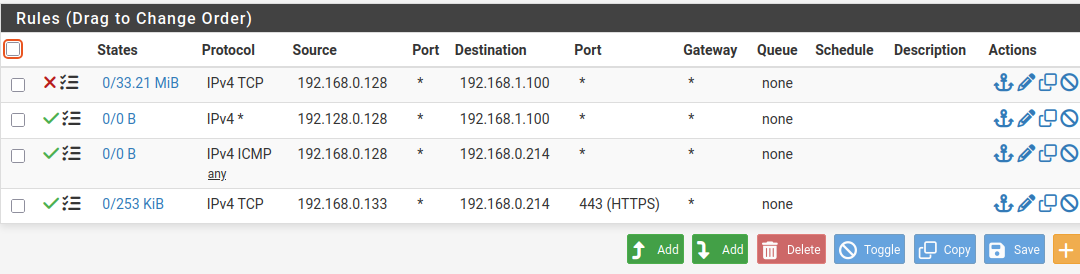 Rules (Drag to Change Order)
States Protocol Source Port Destination Port Gateway Queue Schedule Description Actions
0/33.21 MiB IPv4 TCP 192.168.0.128 * 192.168.1.100 * * none
0/0 B IPv4 * 192.128.0.128 * 192.168.1.100 * * none
0/0 B IPv4 ICMP 192.168.0.128 * 192.168.0.214 * * none
any
0/253 KiB IPv4 TCP 192.168.0.133 * 192.168.0.214 443 (HTTPS) * none
Add Add Delete Toggle Copy Save